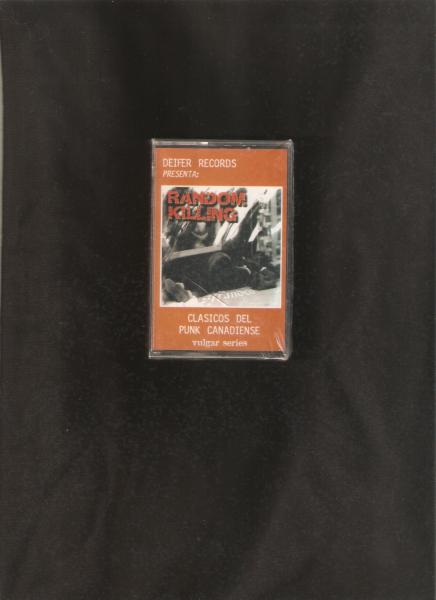 DEIFER RECORDS
PRESENTA:
RANDOM
KILLING
CLASICOS DEL
PUNK CANADIENSE
vulgar series